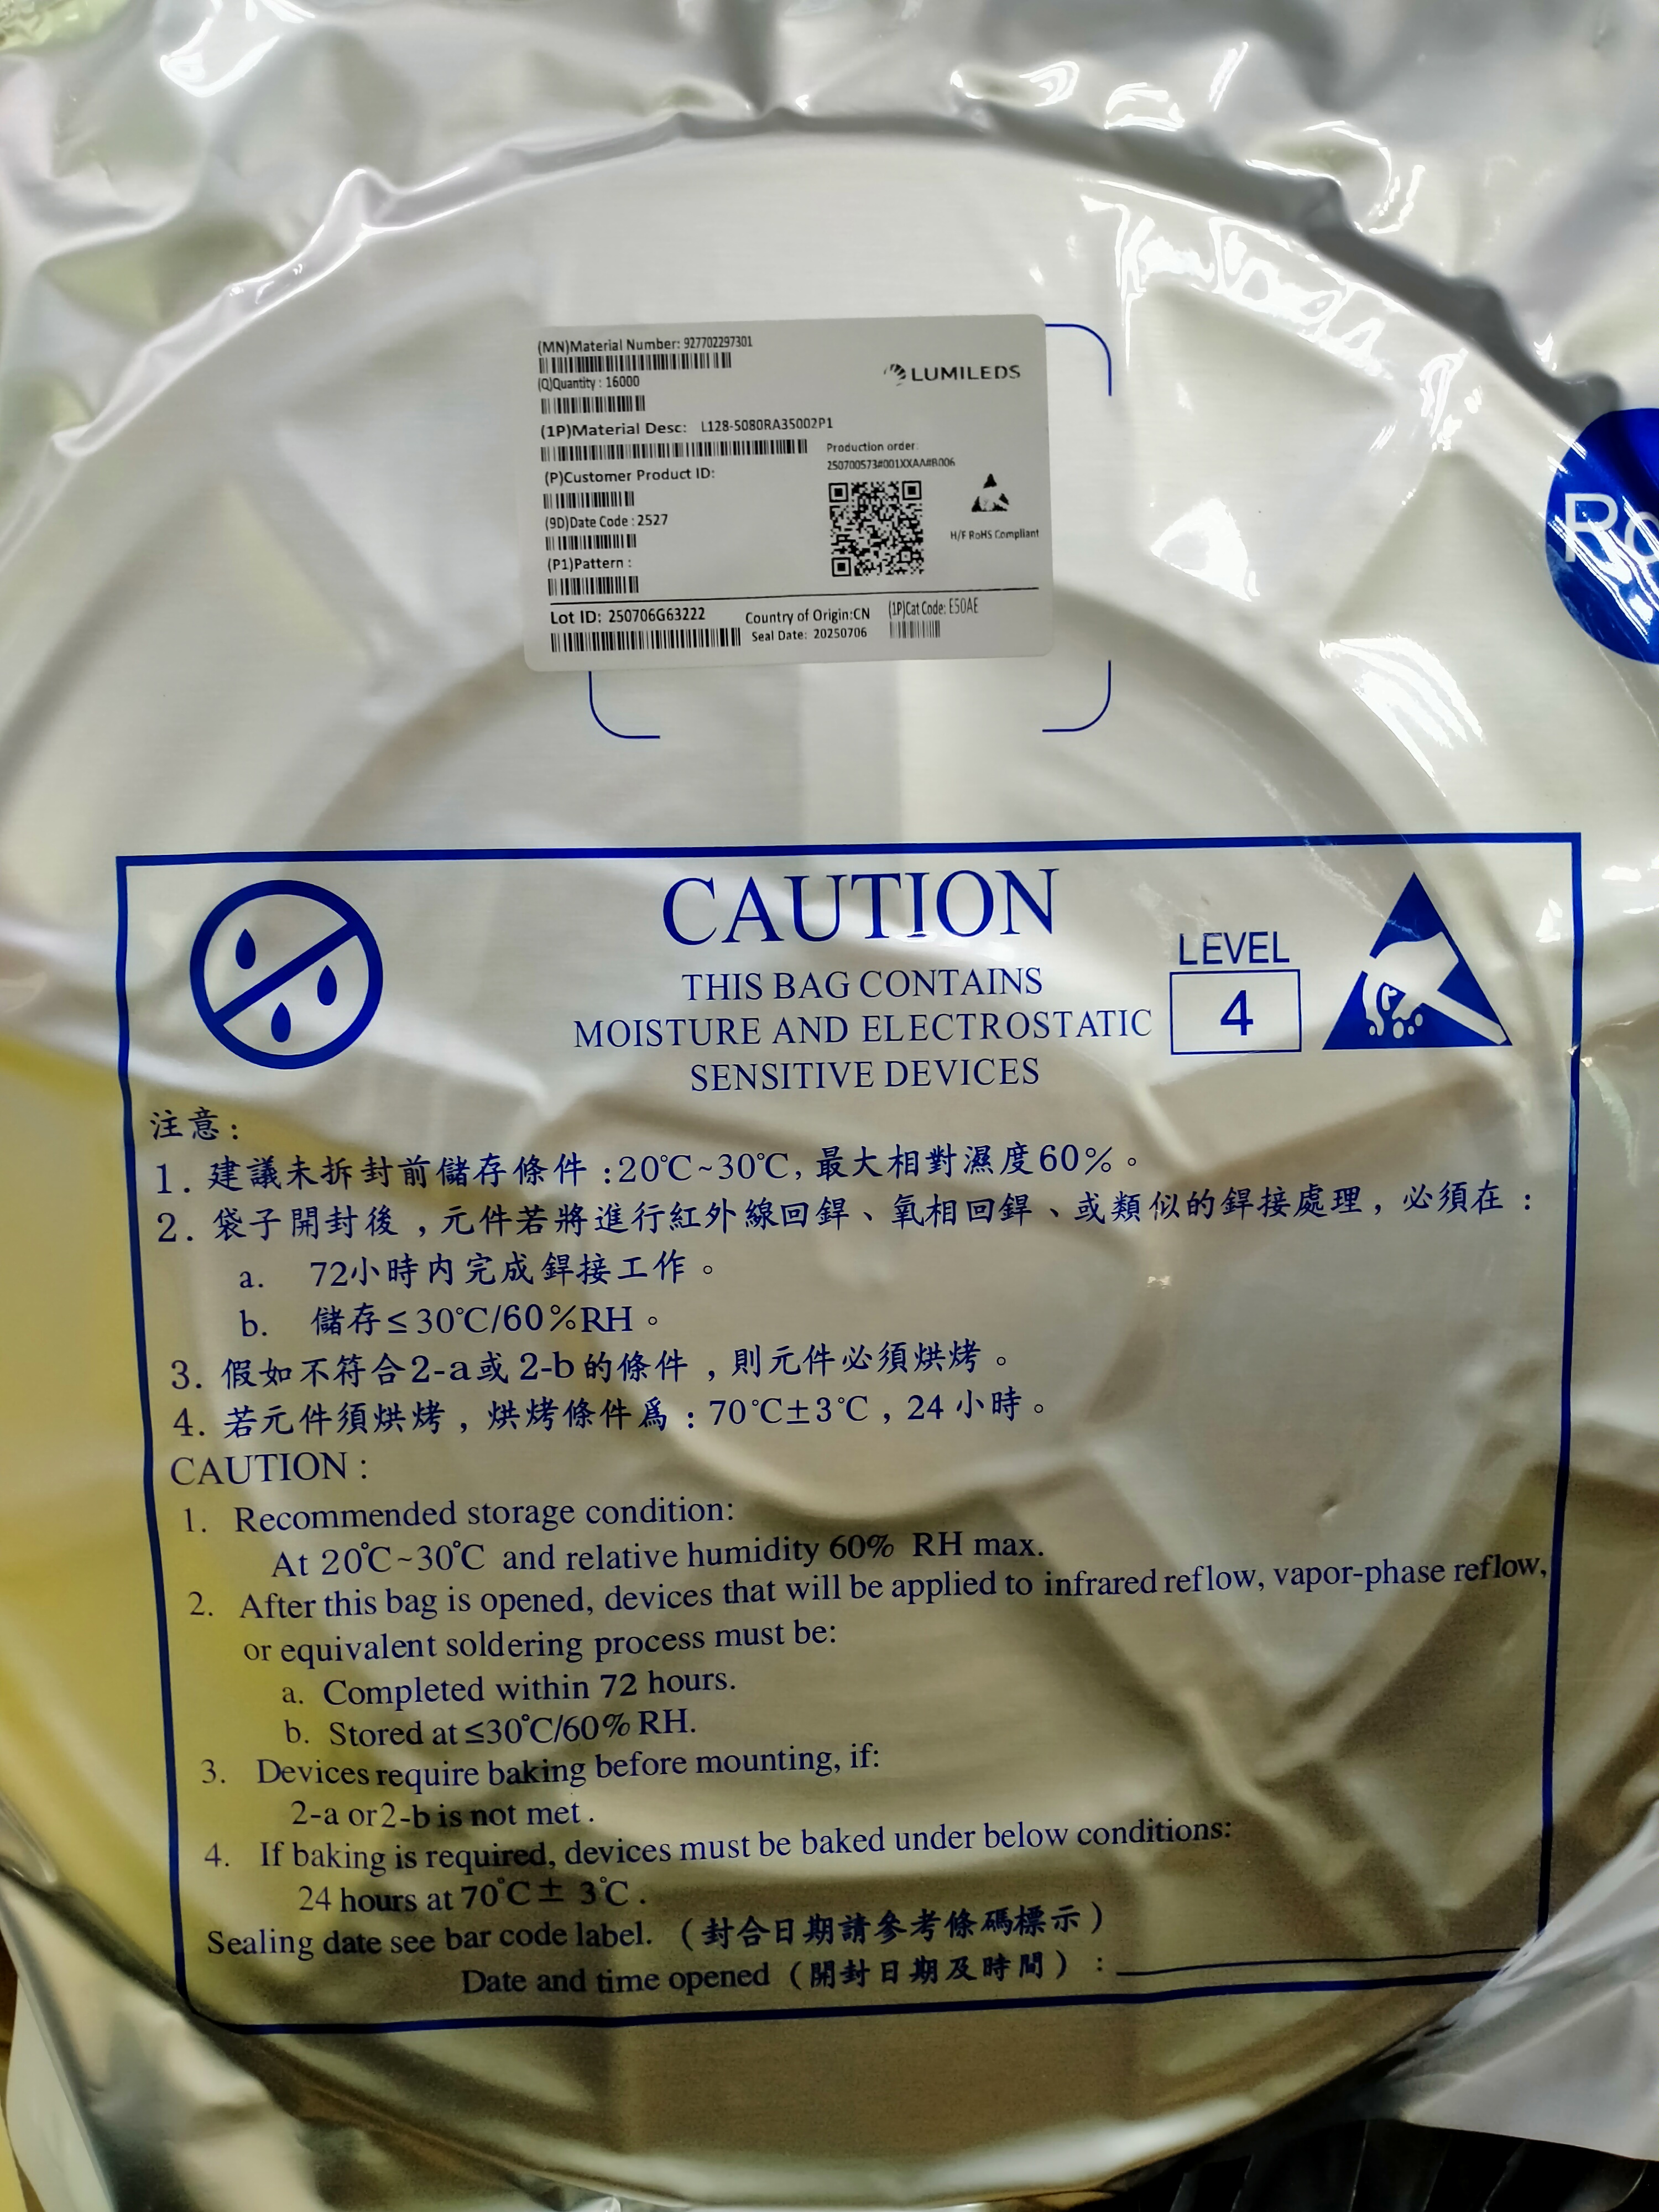 (MN)Material Number: 927702297301
(Q)Quantity : 16000
LUMILEDS
(1P)Material Desc: L128-5080RA35002P1
Production order:
250700573#001XXAA#B006
(P)Customer Product ID:
(9D)Date Code : 2527
H/F RoHS Compliant
(P1)Pattern :
Lot ID: 250706G63222
Country of Origin:CN
Seal Date: 20250706
(1P)Cat Code: E50AE
Ro
CAUTION
THIS BAG CONTAINS
MOISTURE AND ELECTROSTATIC
SENSITIVE DEVICES
LEVEL
4
注意:
1. 建議未拆封前儲存條件 :20℃~30℃, 最大相對濕度60%。
2. 袋子開封後 , 元件若將進行紅外線回銲、氧相回銲、或類似的銲接處理 , 必須在 :
a. 72小時內完成銲接工作。
b. 儲存≤30℃/60%RH。
3. 假如不符合2-a或 2-b 的條件 , 則元件必須烘烤。
4. 若元件須烘烤 , 烘烤條件爲 : 70℃±3℃ , 24 小時。
CAUTION :
1. Recommended storage condition:
At 20℃~30℃ and relative humidity 60% RH max.
2. After this bag is opened, devices that will be applied to infrared reflow, vapor-phase reflow,
or equivalent soldering process must be:
a. Completed within 72 hours.
b. Stored at ≤30℃/60% RH.
3. Devices require baking before mounting, if:
2-a or2-b is not met .
4. If baking is required, devices must be baked under below conditions:
24 hours at 70℃ ± 3℃ .
Sealing date see bar code label. ( 封合日期請參考條碼標示 )
Date and time opened ( 開封日期及時間 ) :